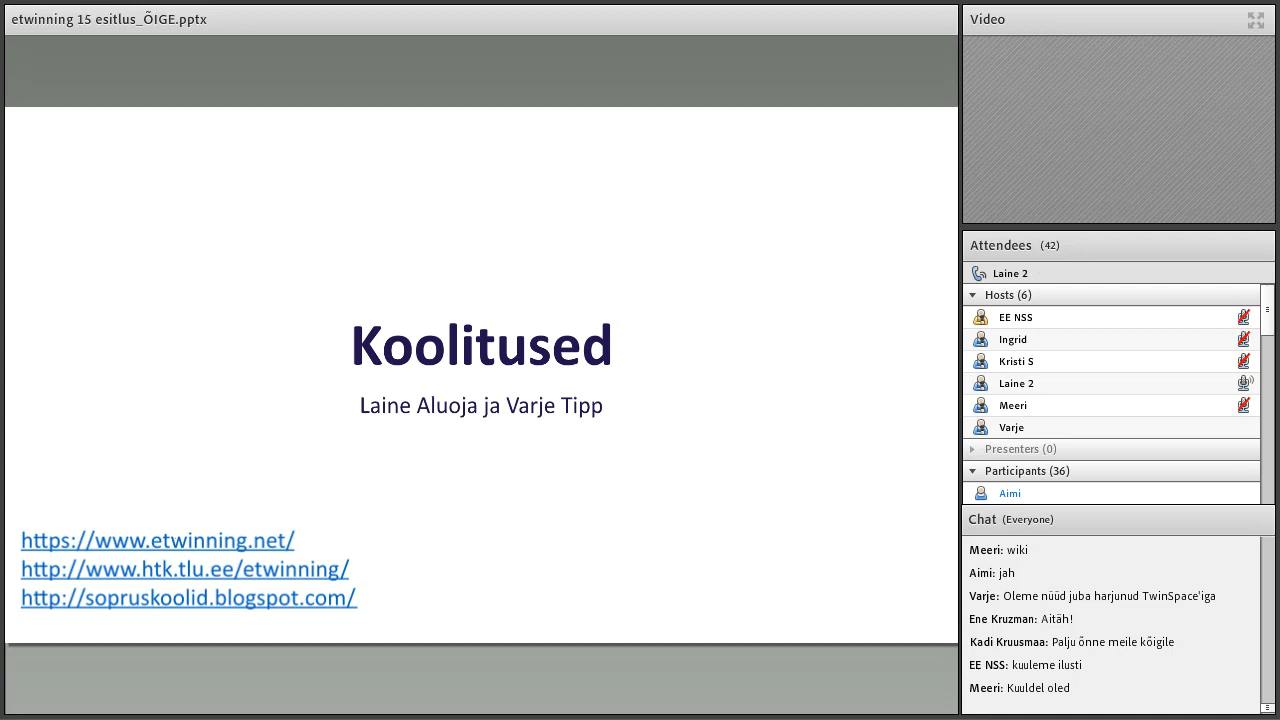 etwinning 15 esitlus_ÕIGE.pptx
Koolitused
Laine Aluoja ja Varje Tipp
https://www.etwinning.net/
http://www.htk.tlu.ee/etwinning/
http://sopruskoolid.blogspot.com/
Video
Attendees (42)
Laine 2
Hosts (6)
EE NSS
Ingrid
Kristi S
Laine 2
Meeri
Varje
Presenters (0)
Participants (36)
Aimi
Chat (Everyone)
Meeri: wiki
Aimi: jah
Varje: Oleme nüüd juba harjunud TwinSpace'iga
Ene Kruzman: Aitäh!
Kadi Kruusmaa: Palju õnne meile kõigile
EE NSS: kuuleme ilusti
Meeri: Kuuldel oled